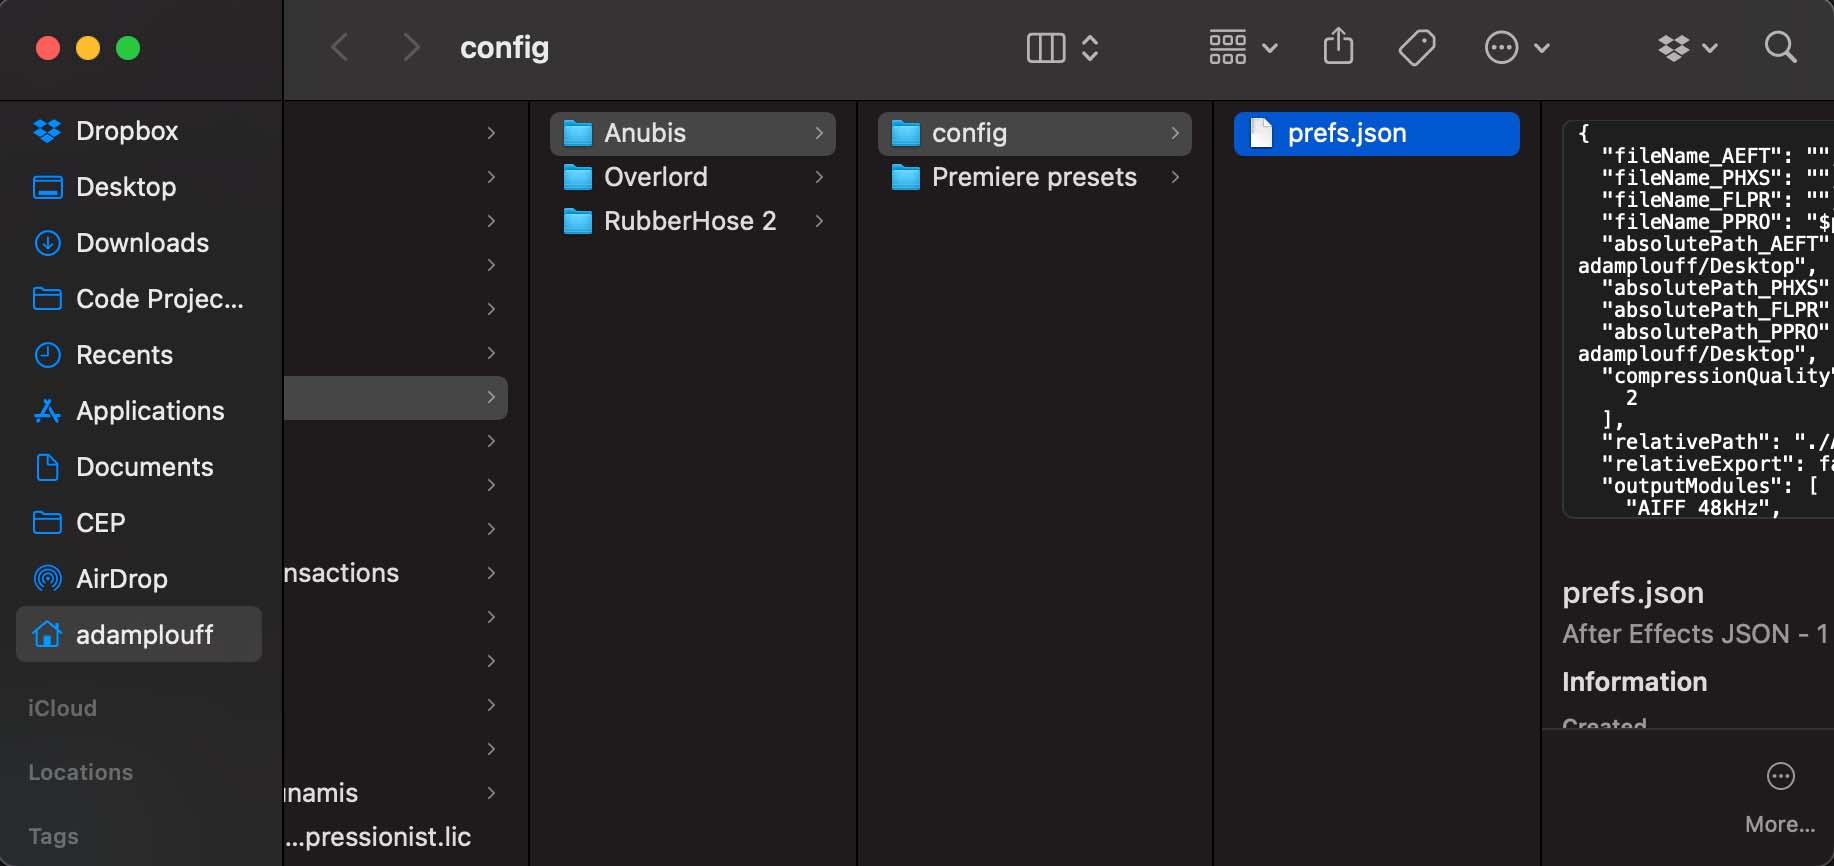 config
Dropbox
Desktop
Downloads
Code Projec...
Recents
Applications
Documents
CEP
AirDrop
adamplouff
iCloud
Locations
Tags
nsactions
namis
...pressionist.lic
Anubis
Overlord
RubberHose 2
config
Premiere presets
prefs.json
{
"fileName_AEFT": ""
"fileName_PHXS": ""
"fileName_FLPR": ""
"fileName_PPRO": "$
"absolutePath_AEFT"
adamplouff/Desktop",
"absolutePath_PHXS"
"absolutePath_FLPR"
"absolutePath_PPRO"
adamplouff/Desktop",
"compressionQuality"
2
],
"relativePath": "./
"relativeExport": fa
"outputModules": [
"AIFF 48kHz",
prefs.json
After Effects JSON - 1
Information
Created
More...